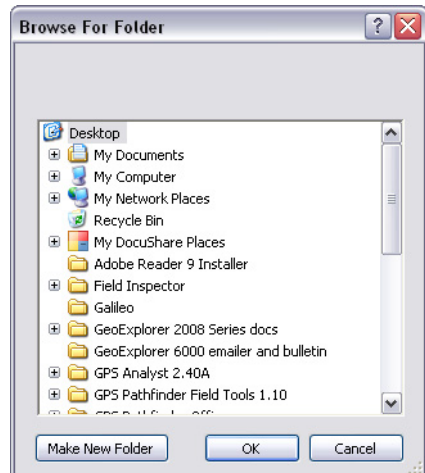 Browse For Folder
Desktop
My Documents
My Computer
My Network Places
Recycle Bin
My DocuShare Places
Adobe Reader 9 Installer
Field Inspector
Galileo
GeoExplorer 2008 Series docs
GeoExplorer 6000 emailer and bulletin
GPS Analyst 2.40A
GPS Pathfinder Field Tools 1.10
Make New Folder
OK
Cancel